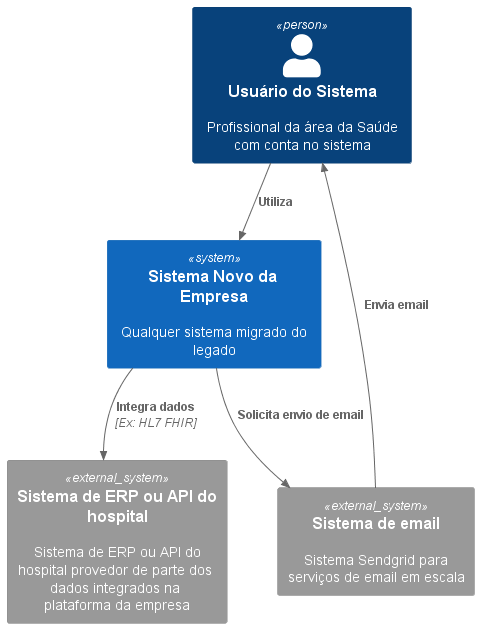 «person»
Usuário do Sistema
Profissional da área da Saúde
com conta no sistema
Utiliza
«system»
Sistema Novo da
Empresa
Qualquer sistema migrado do
legado
Envia email
Integra dados
[Ex: HL7 FHIR]
Solicita envio de email
«external_system»
Sistema de ERP ou API do
hospital
Sistema de ERP ou API do
hospital provedor de parte dos
dados integrados na
plataforma da empresa
«external_system»
Sistema de email
Sistema Sendgrid para
serviços de email em escala